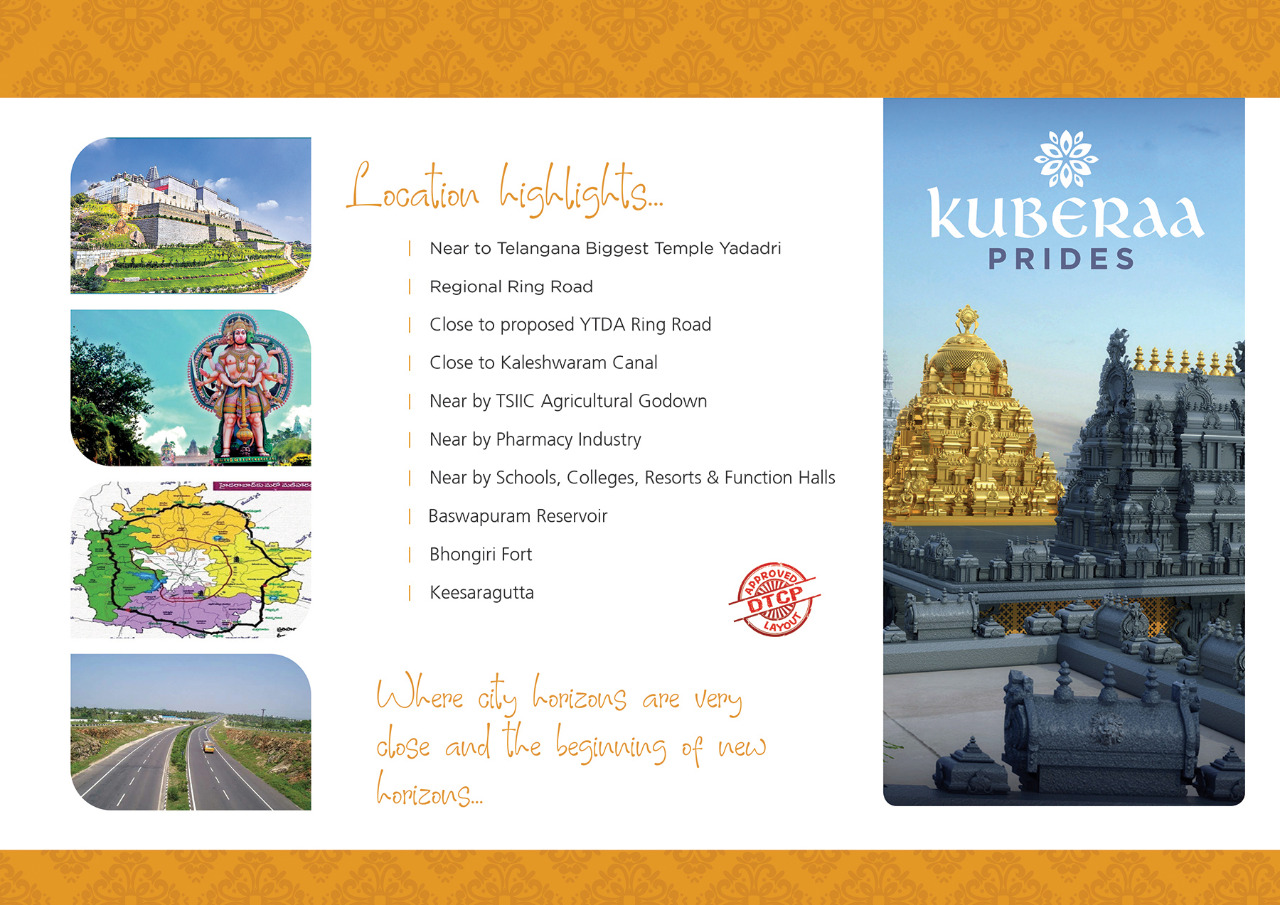 Location highlights...
Near to Telangana Biggest Temple Yadadri
Regional Ring Road
Close to proposed YTDA Ring Road
Close to Kaleshwaram Canal
Near by TSIIC Agricultural Godown
Near by Pharmacy Industry
Near by Schools, Colleges, Resorts & Function Halls
Baswapuram Reservoir
Bhongiri Fort
Keesaragutta
APPROVED
DTCP
LAYOUT
Where city horizons are very
close and the beginning of new
horizons...
KUBERAA
PRIDES